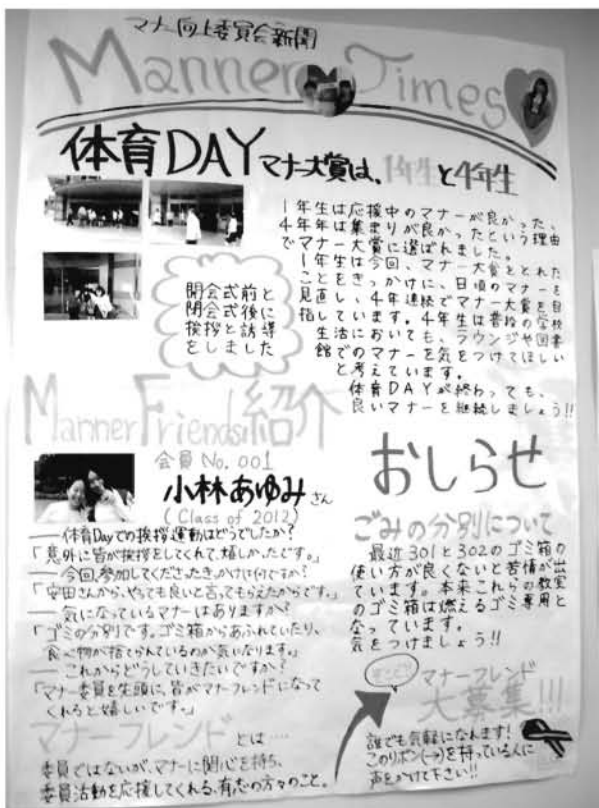 マナー向上委員会新聞
Manner Times
体育DAYマナー大賞は、1年生と4年生
1年生は応援中のマナーが良かった、
4年年は集まりが良かったという理由
でマナー大賞に選ばれました。
1年生は今回、マナー大賞をとれた
ことをきっかけに、日頃のマナーを
見直し、4年連続でマナー大賞を目
指しています。4年生は普段の学校
生活においても、ラウンジや図書
館でのマナーを気をつけてほしい
と考えています。
体育DAYが終わっても、
良いマナーを継続しましょう!!
開会式前と
閉会式後に
挨拶と誘導
をしました
Manner Friends紹介
会員 No. 001
小林あゆみさん
(Class of 2012)
― 体育Dayでの挨拶運動はどうでしたか?
「意外に皆が挨拶をしてくれて、嬉しかったです。」
― 今回、参加してくださったきっかけは何ですか?
「安田さんから、やっても良いと言ってもらえたからです。」
― 気になっているマナーはありますか?
「ゴミの分別です。ゴミ箱からあふれていたり、
食べ物が捨てられているのが気になります。」
― これからどうしていきたいですか?
「マナー委員を先頭に、皆がマナーフレンドになって
くれると嬉しいです。」
マナーフレンドとは……
委員ではないが、マナーに関心を持ち、
委員活動を応援してくれる、有志の方々のこと。
おしらせ
ごみの分別について
最近301と302のゴミ箱の
使い方が良くないと苦情が出
ています。本来これらの教室
のゴミ箱は燃えるゴミ専用と
なっています。
気をつけましょう!!
マナーフレンド
大募集!!!
誰でも気軽になれます!
このリボン(→)を持っている人に
声をかけて下さい!!